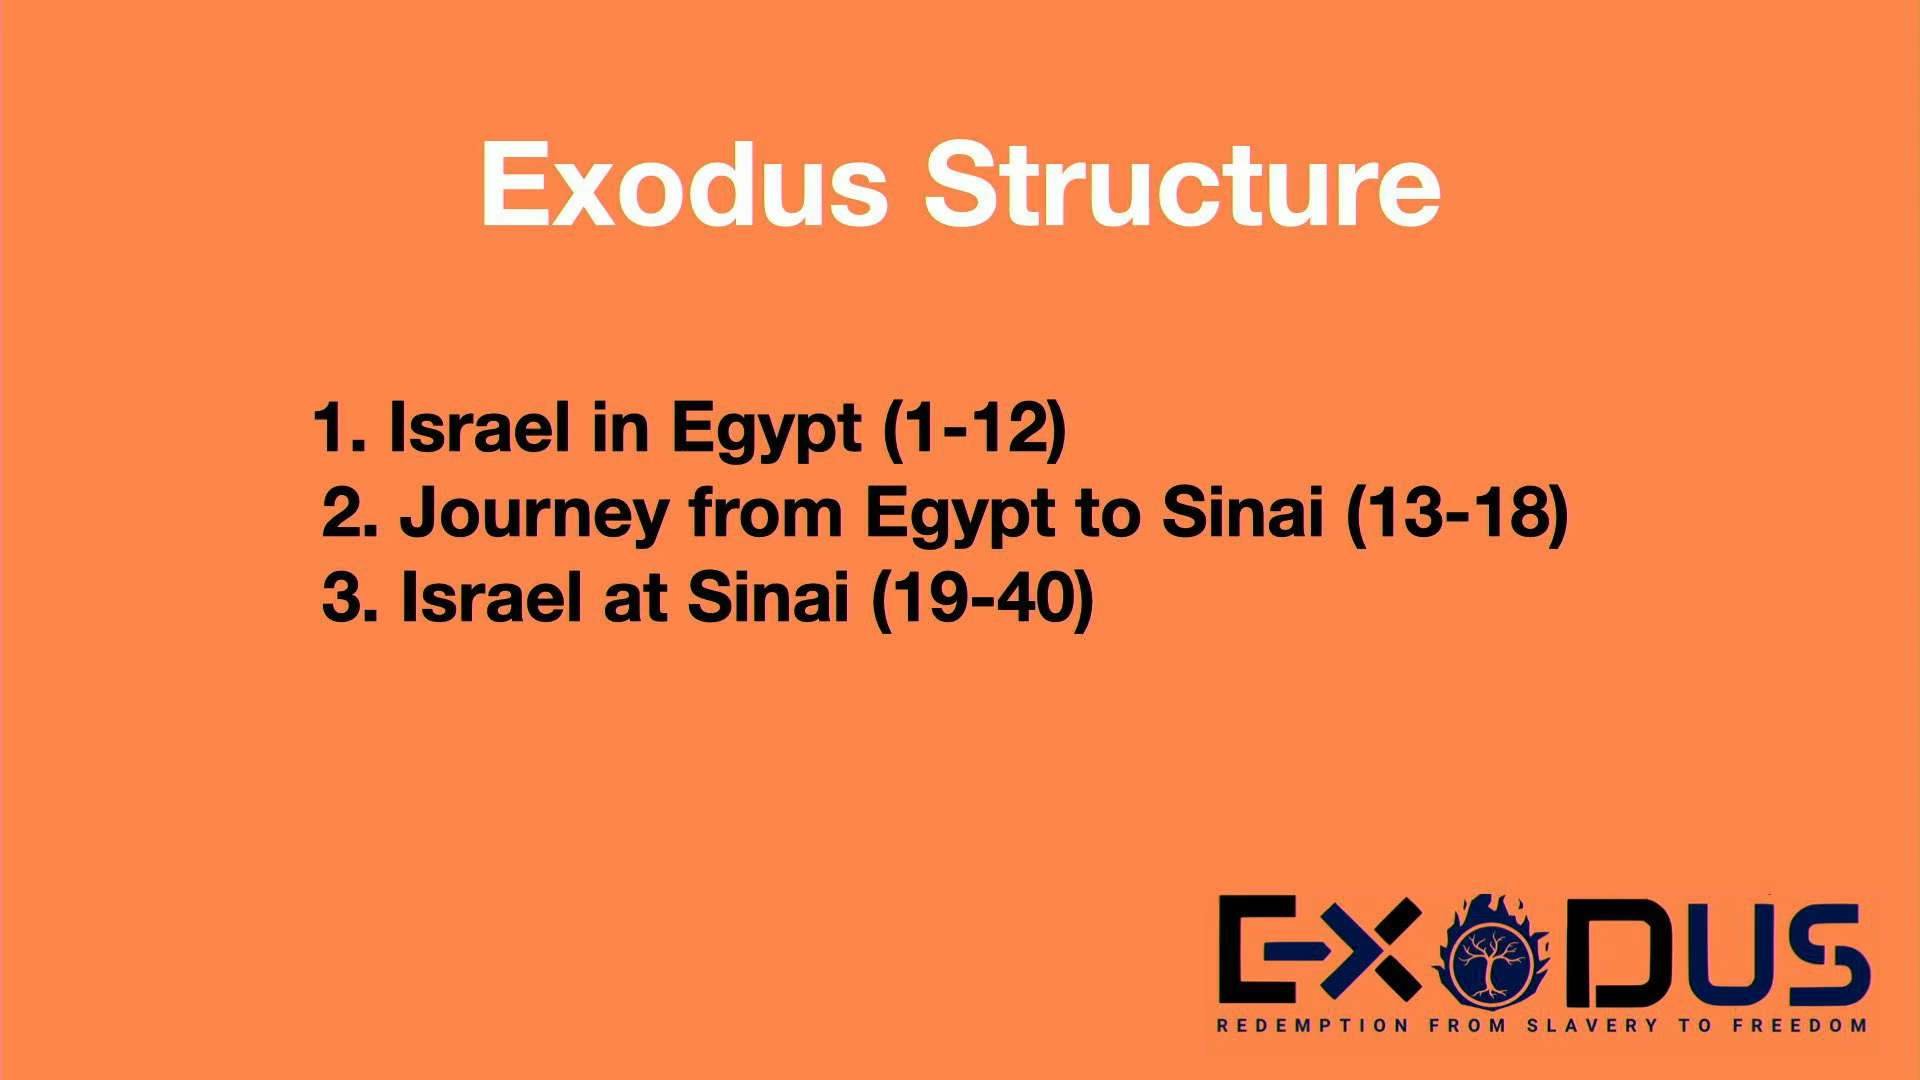 Exodus Structure
1. Israel in Egypt (1-12)
2. Journey from Egypt to Sinai (13-18)
3. Israel at Sinai (19-40)
EXODUS
REDEMPTION FROM SLAVERY TO FREEDOM